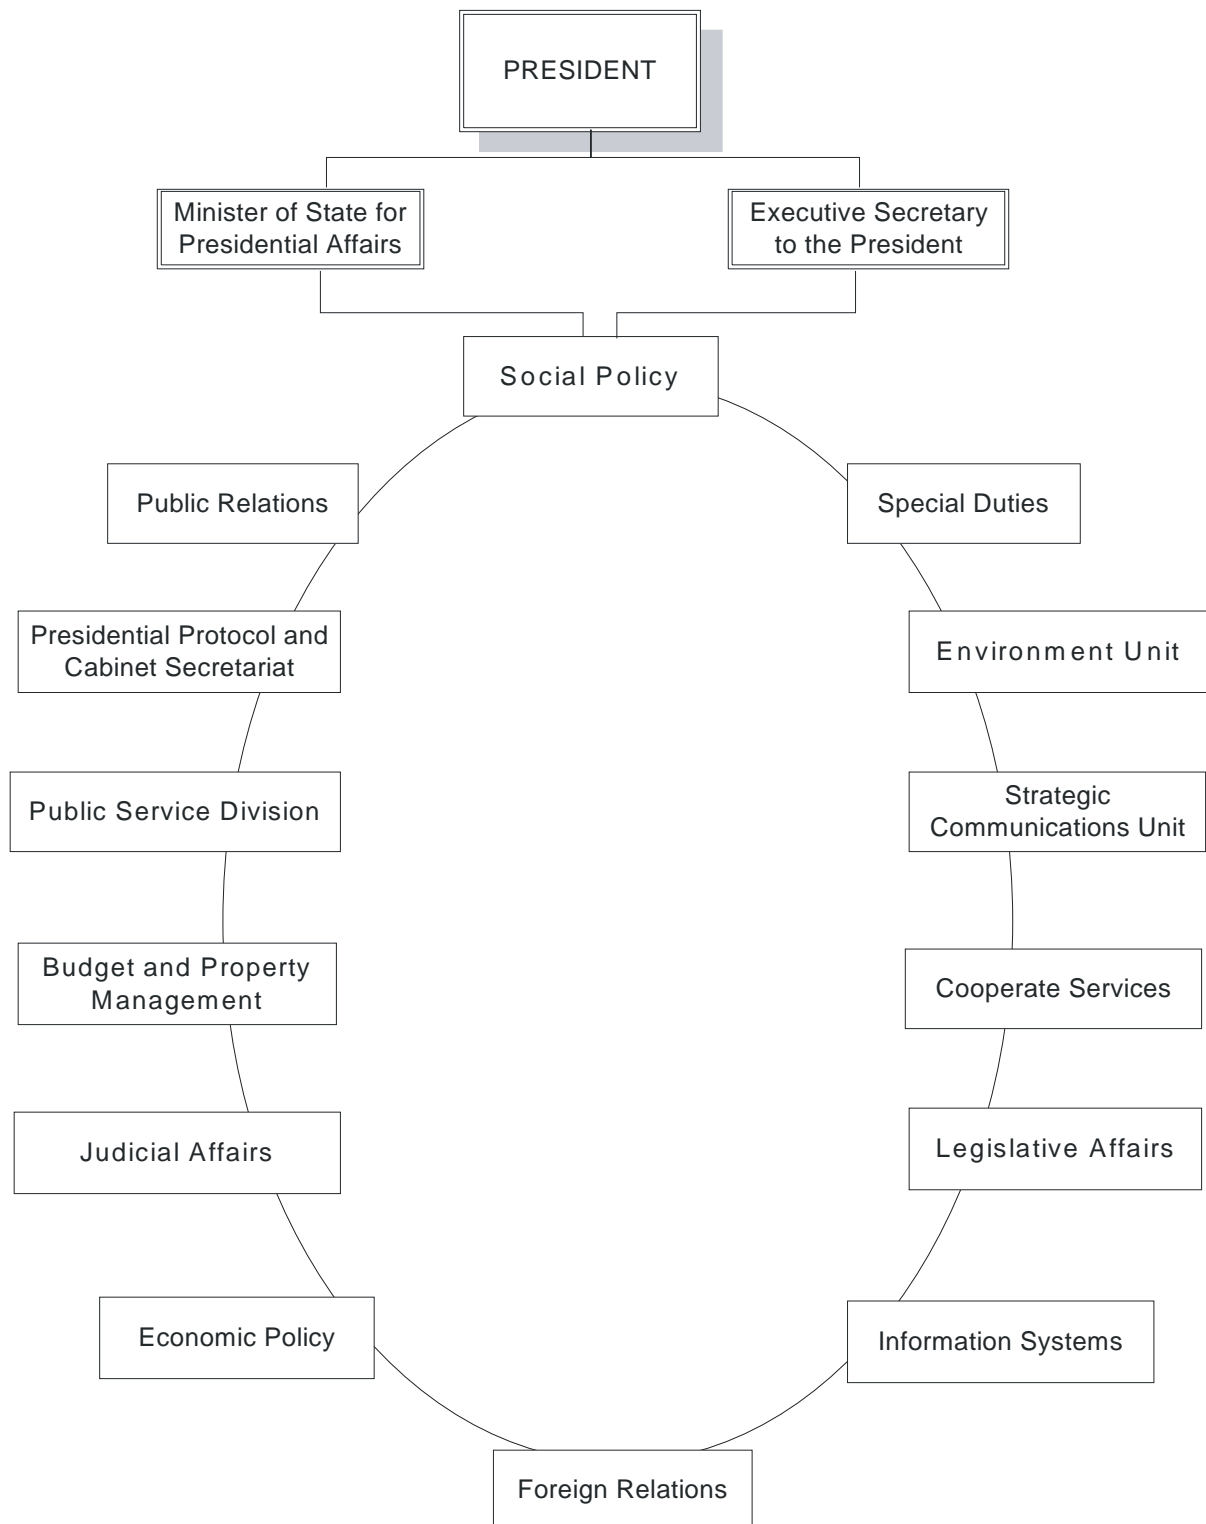 PRESIDENT
Minister of State for
Presidential Affairs
Executive Secretary
to the President
Social Policy
Public Relations
Special Duties
Presidential Protocol and
Cabinet Secretariat
Environment Unit
Public Service Division
Strategic
Communications Unit
Budget and Property
Management
Cooperate Services
Judicial Affairs
Legislative Affairs
Economic Policy
Information Systems
Foreign Relations